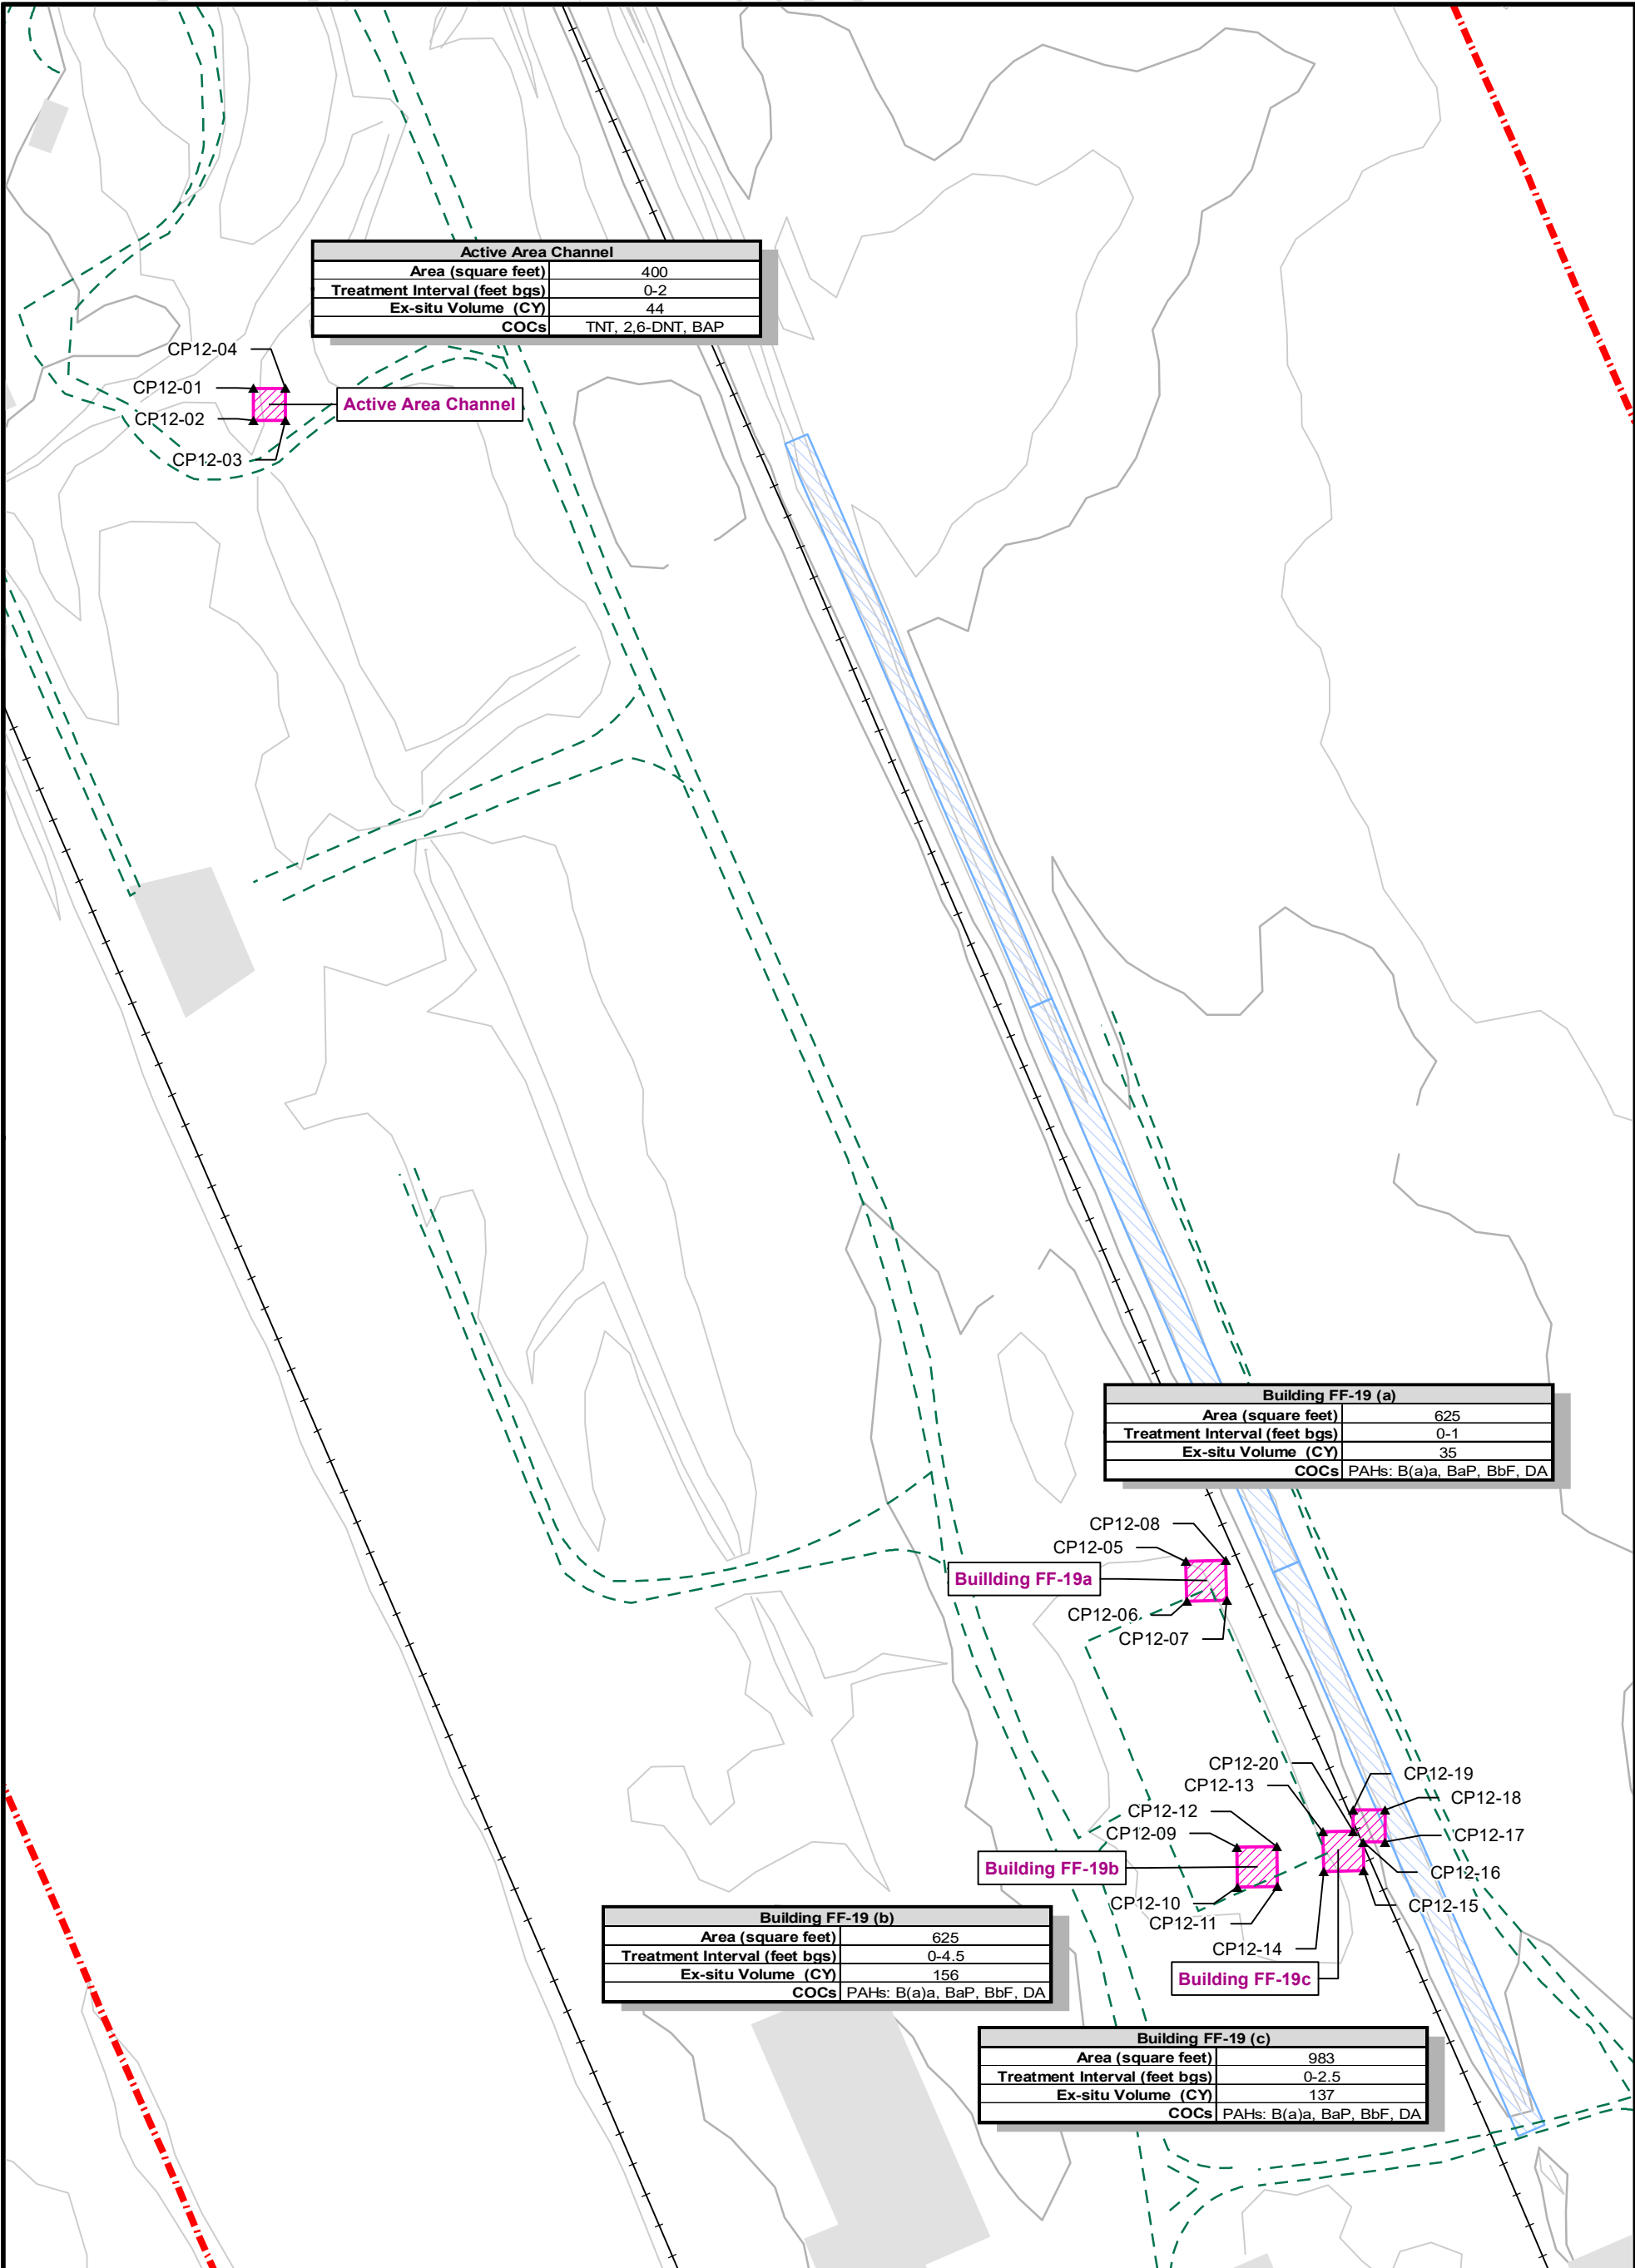 Active Area Channel
Area (square feet) 400
Treatment Interval (feet bgs) 0-2
Ex-situ Volume (CY) 44
COCs TNT, 2,6-DNT, BAP
CP12-04
CP12-01
Active Area Channel
CP12-02
CP12-03
Building FF-19 (a)
Area (square feet) 625
Treatment Interval (feet bgs) 0-1
Ex-situ Volume (CY) 35
COCs PAHs: B(a)a, BaP, BbF, DA
CP12-08
CP12-05
Buillding FF-19a
CP12-06
CP12-07
CP12-20
CP12-19
CP12-13
CP12-18
CP12-12
CP12-09
CP12-17
Building FF-19b
CP12-16
CP12-10
CP12-15
CP12-11
CP12-14
Building FF-19c
Building FF-19 (b)
Area (square feet) 625
Treatment Interval (feet bgs) 0-4.5
Ex-situ Volume (CY) 156
COCs PAHs: B(a)a, BaP, BbF, DA
Building FF-19 (c)
Area (square feet) 983
Treatment Interval (feet bgs) 0-2.5
Ex-situ Volume (CY) 137
COCs PAHs: B(a)a, BaP, BbF, DA